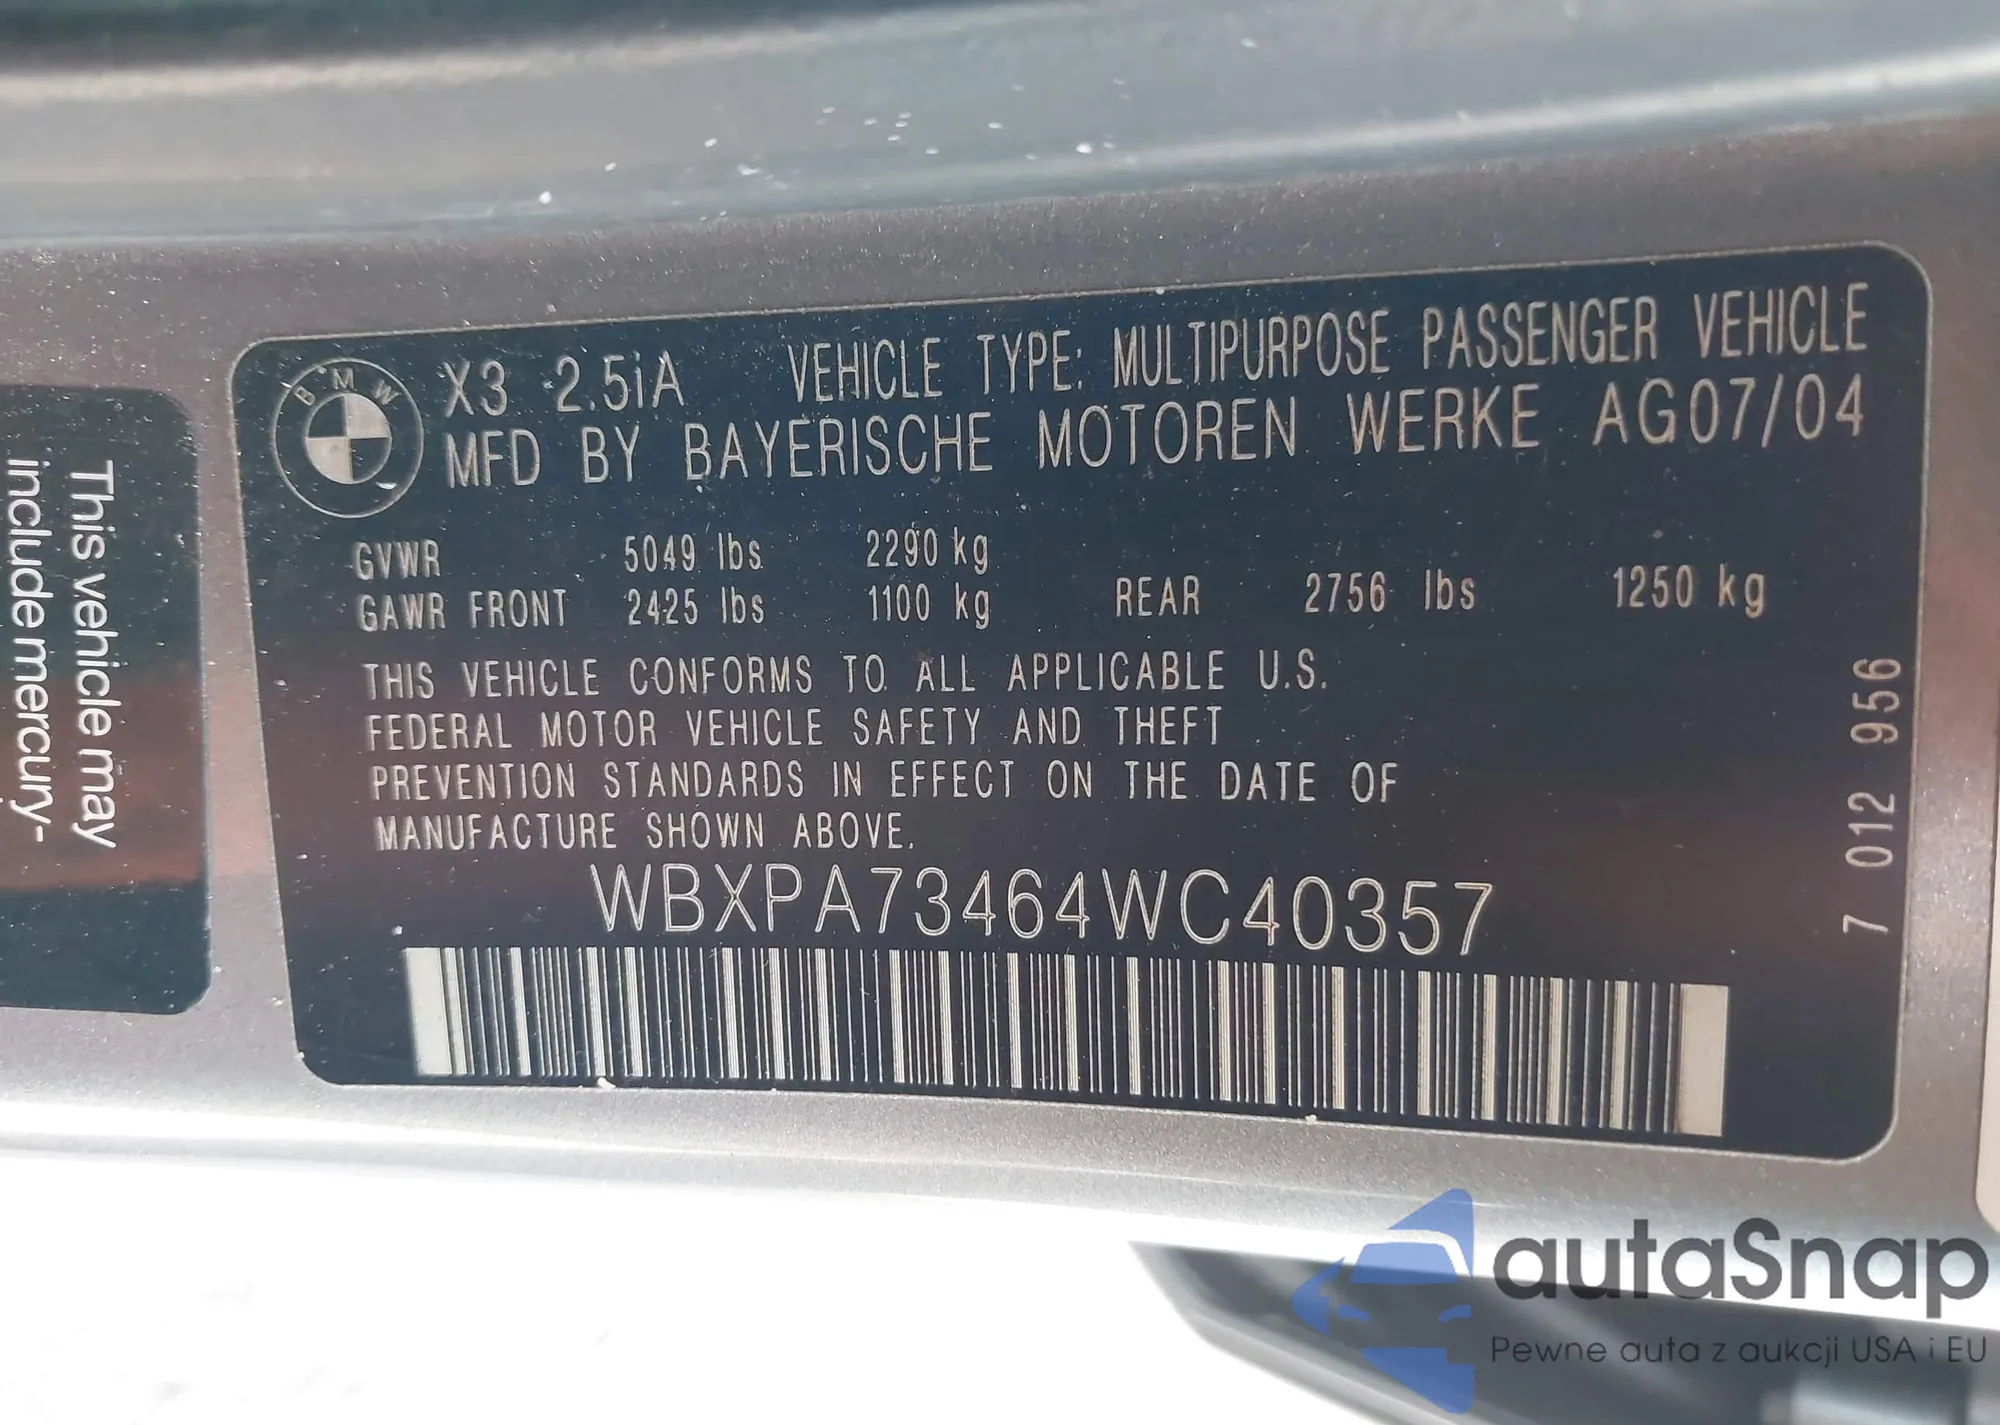 This vehicle may
include mercury-
BMW
X3 2.5iA VEHICLE TYPE: MULTIPURPOSE PASSENGER VEHICLE
MFD BY BAYERISCHE MOTOREN WERKE AG07/04
GVWR 5049 lbs 2290 kg
GAWR FRONT 2425 lbs 1100 kg REAR 2756 lbs 1250 kg
THIS VEHICLE CONFORMS TO ALL APPLICABLE U.S.
FEDERAL MOTOR VEHICLE SAFETY AND THEFT
PREVENTION STANDARDS IN EFFECT ON THE DATE OF
MANUFACTURE SHOWN ABOVE.
WBXPA73464WC40357
7 012 956
autaSnap
Pewne auta z aukcji USA i EU